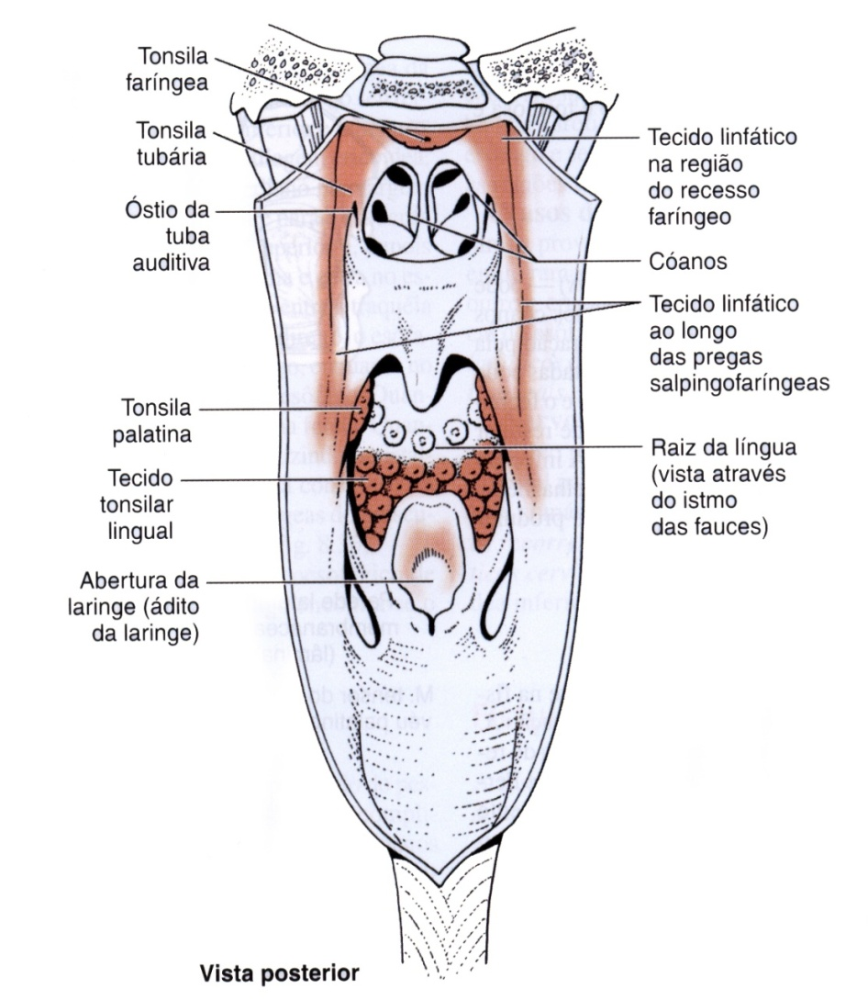 Tonsila
faríngea
Tonsila
tubária
Óstio da
tuba
auditiva
Tonsila
palatina
Tecido
tonsilar
lingual
Abertura da
laringe (ádito
da laringe)
Tecido linfático
na região
do recesso
faríngeo
Cóanos
Tecido linfático
ao longo
das pregas
salpingofaríngeas
Raiz da língua
(vista através
do istmo
das fauces)
Vista posterior